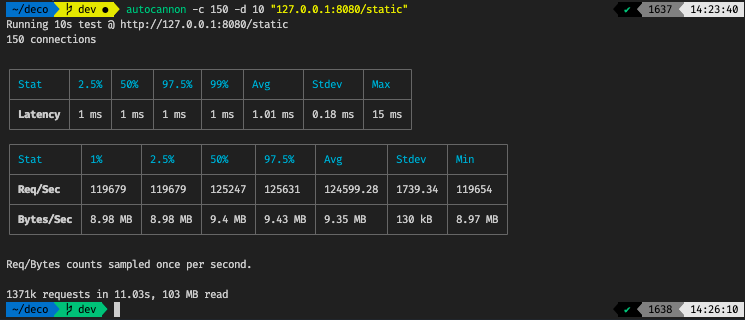 ~/deco dev ● autocannon -c 150 -d 10 "127.0.0.1:8080/static" ✔ 1637 14:23:40
Running 10s test @ http://127.0.0.1:8080/static
150 connections
Stat 2.5% 50% 97.5% 99% Avg Stdev Max
Latency 1 ms 1 ms 1 ms 1 ms 1.01 ms 0.18 ms 15 ms
Stat 1% 2.5% 50% 97.5% Avg Stdev Min
Req/Sec 119679 119679 125247 125631 124599.28 1739.34 119654
Bytes/Sec 8.98 MB 8.98 MB 9.4 MB 9.43 MB 9.35 MB 130 kB 8.97 MB
Req/Bytes counts sampled once per second.
1371k requests in 11.03s, 103 MB read
~/deco dev ✔ 1638 14:26:10